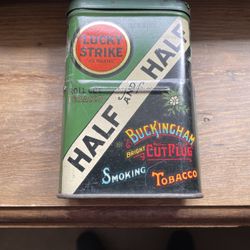 LUCKY
STRIKE
HALF AND HALF
BUCKINGHAM
BRIGHT CUT PLUG
SMOKING TOBACCO